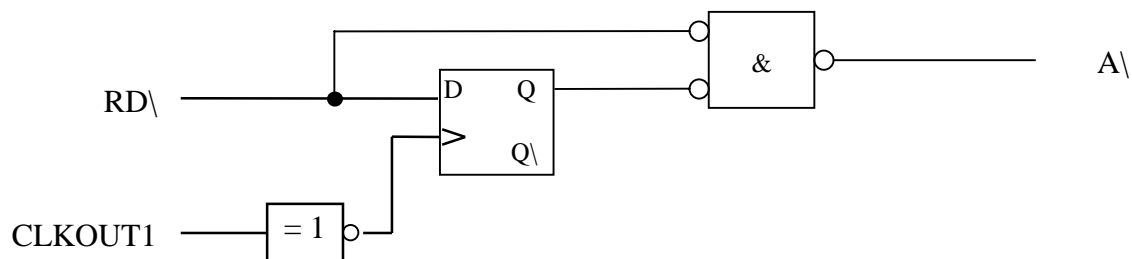 &
A\
D Q
RD\
Q\
= 1
CLKOUT1